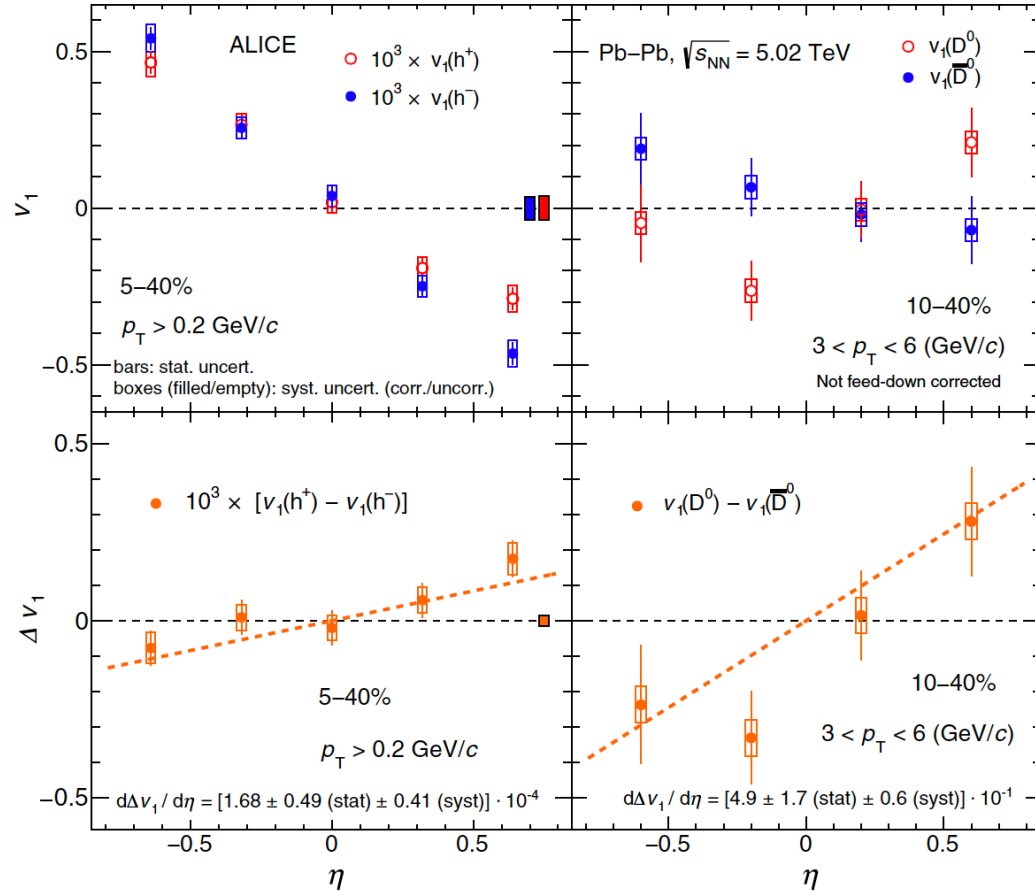 ALICE
10³ × v₁(h⁺)
10³ × v₁(h⁻)
5–40%
p_T > 0.2 GeV/c
bars: stat. uncert.
boxes (filled/empty): syst. uncert. (corr./uncorr.)
0.5
0
−0.5
v₁
Pb–Pb, √s_NN = 5.02 TeV
v₁(D⁰)
v₁(D̅⁰)
10–40%
3 < p_T < 6 (GeV/c)
Not feed-down corrected
10³ × [v₁(h⁺) − v₁(h⁻)]
5–40%
p_T > 0.2 GeV/c
dΔv₁/dη = [1.68 ± 0.49 (stat) ± 0.41 (syst)] · 10⁻⁴
0.5
0
−0.5
Δ v₁
−0.5 0 0.5
η
v₁(D⁰) − v₁(D̅⁰)
10–40%
3 < p_T < 6 (GeV/c)
dΔv₁/dη = [4.9 ± 1.7 (stat) ± 0.6 (syst)] · 10⁻¹
−0.5 0 0.5
η